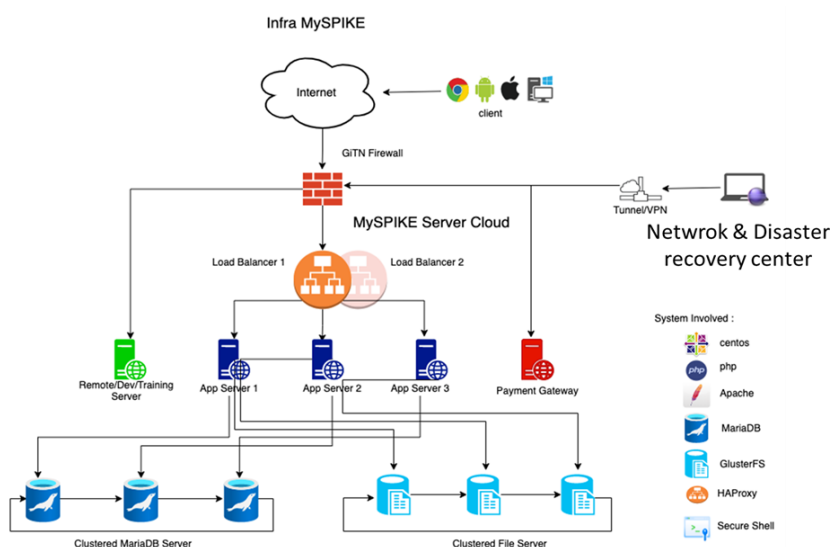 Infra MySPIKE
Internet
client
GiTN Firewall
Tunnel/VPN
MySPIKE Server Cloud
Netwrok & Disaster
recovery center
Load Balancer 1
Load Balancer 2
System Involved :
centos
php
php
Apache
MariaDB
GlusterFS
HAProxy
Secure Shell
Remote/Dev/Training
Server
App Server 1
App Server 2
App Server 3
Payment Gateway
Clustered MariaDB Server
Clustered File Server